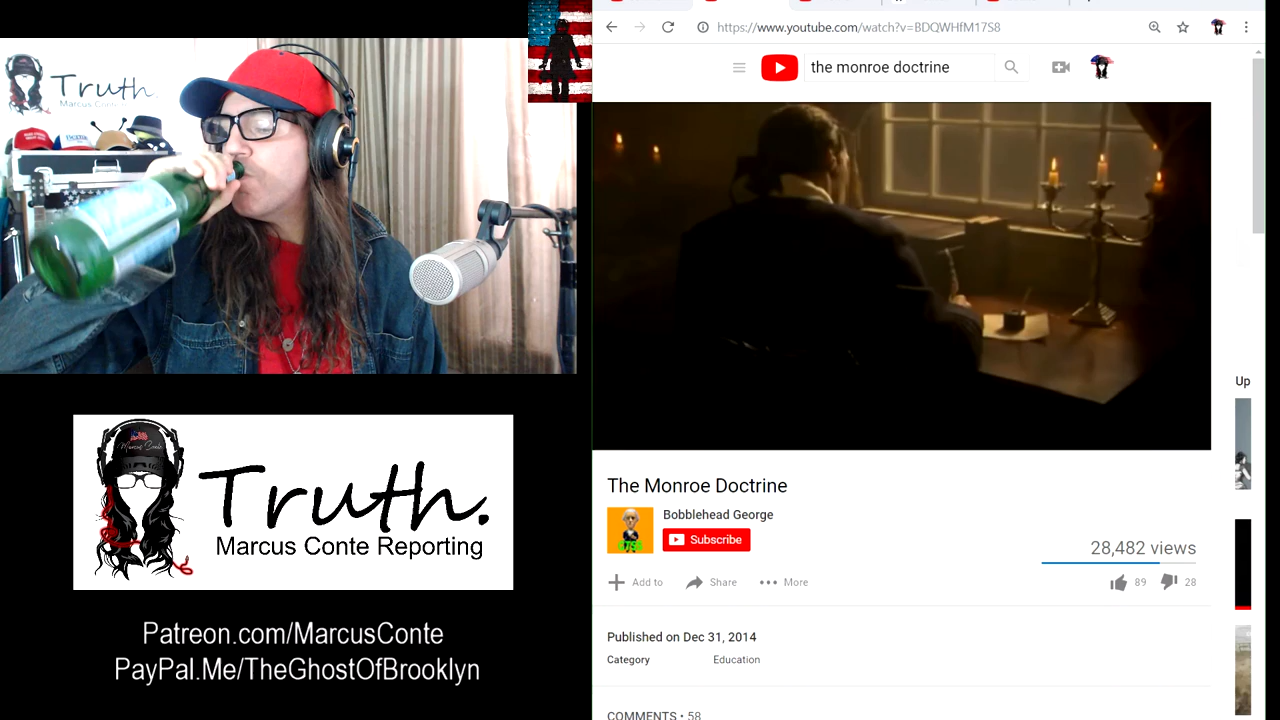 https://www.youtube.com/watch?v=BDQWHfM17S8
the monroe doctrine
Truth.
Marcus Conte
Truth.
Marcus Conte Reporting
Marcus Conte
Patreon.com/MarcusConte
PayPal.Me/TheGhostOfBrooklyn
The Monroe Doctrine
Bobblehead George
Subscribe
28,482 views
Add to
Share
More
89
28
Published on Dec 31, 2014
Category
Education
COMMENTS • 58
Up